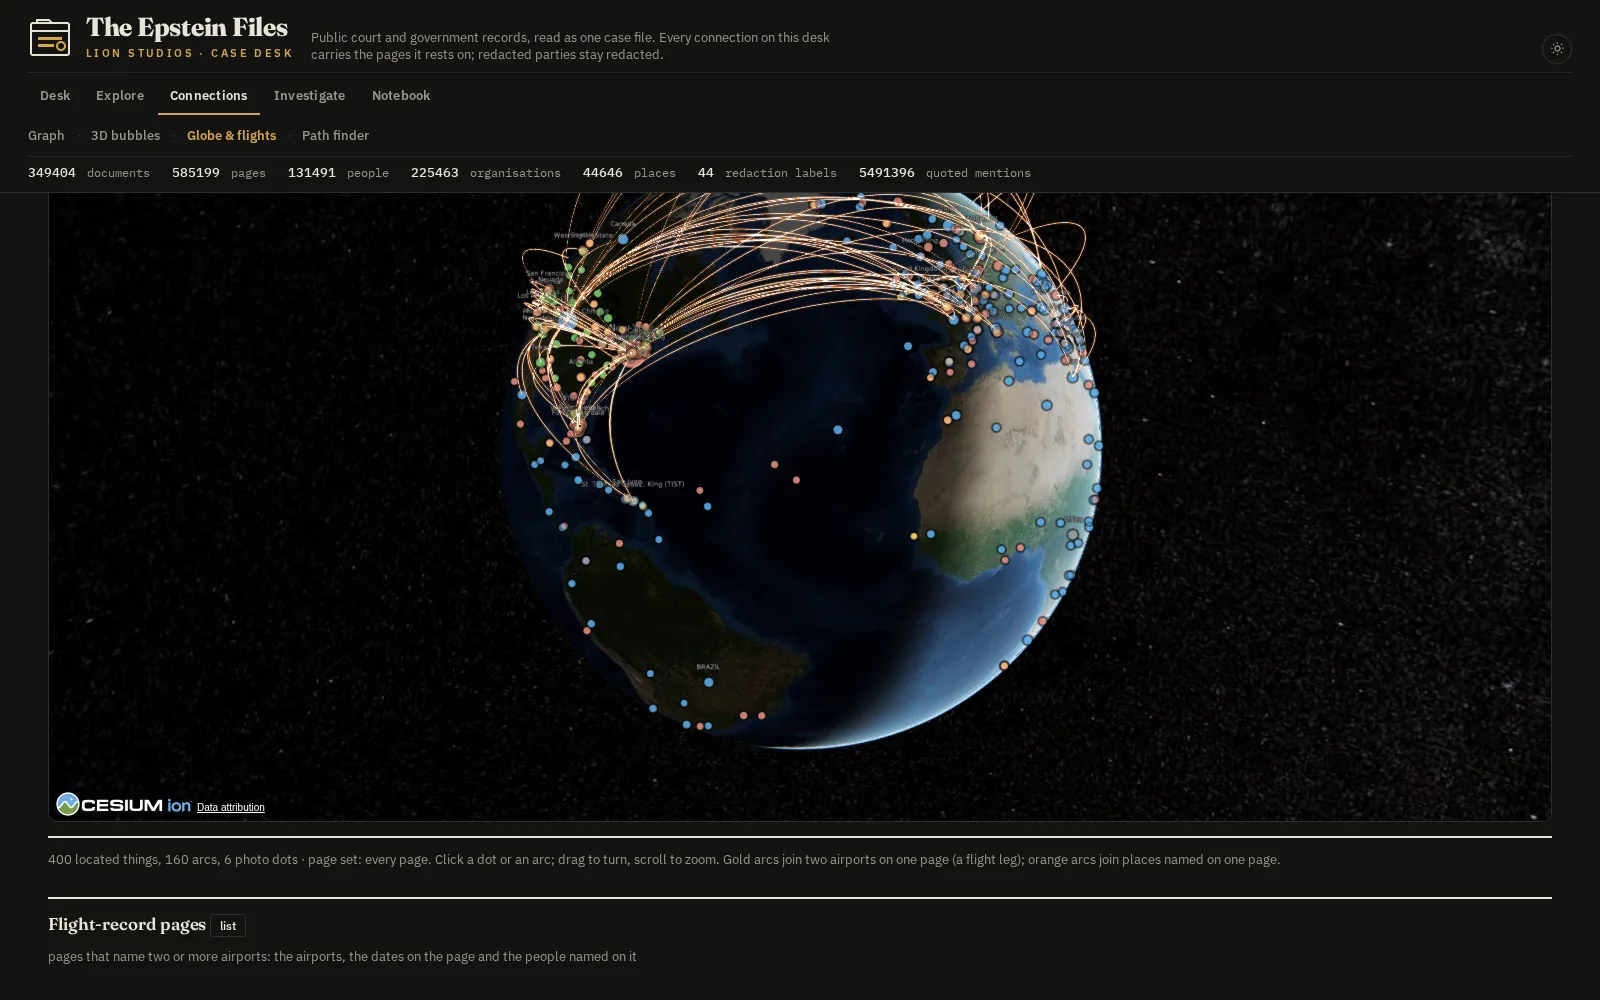 The Epstein Files
LION STUDIOS · CASE DESK
Public court and government records, read as one case file. Every connection on this desk
carries the pages it rests on; redacted parties stay redacted.
Desk Explore Connections Investigate Notebook
Graph · 3D bubbles · Globe & flights · Path finder
349404 documents 585199 pages 131491 people 225463 organisations 44646 places 44 redaction labels 5491396 quoted mentions
Canada
San Francisco
Atlanta
King (TIST)
BRAZIL
CESIUM ion Data attribution
400 located things, 160 arcs, 6 photo dots · page set: every page. Click a dot or an arc; drag to turn, scroll to zoom. Gold arcs join two airports on one page (a flight leg); orange arcs join places named on one page.
Flight-record pages list
pages that name two or more airports: the airports, the dates on the page and the people named on it